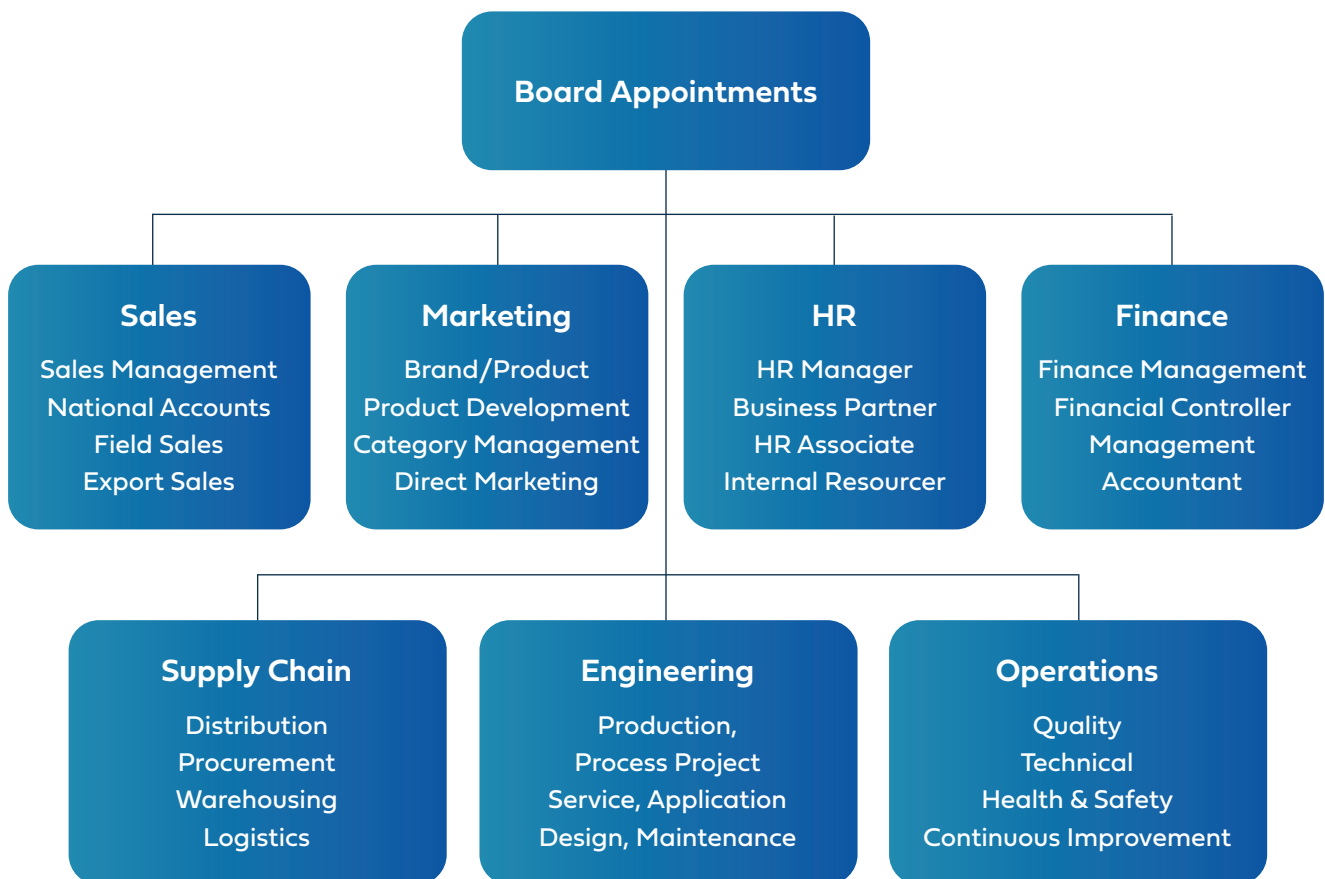 Board Appointments
Sales
Sales Management
National Accounts
Field Sales
Export Sales
Marketing
Brand/Product
Product Development
Category Management
Direct Marketing
HR
HR Manager
Business Partner
HR Associate
Internal Resourcer
Finance
Finance Management
Financial Controller
Management
Accountant
Supply Chain
Distribution
Procurement
Warehousing
Logistics
Engineering
Production,
Process Project
Service, Application
Design, Maintenance
Operations
Quality
Technical
Health & Safety
Continuous Improvement